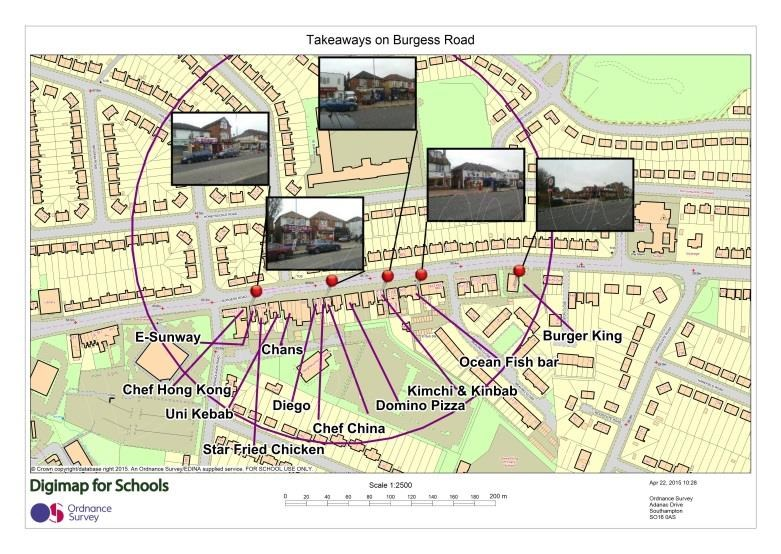 Takeaways on Burgess Road
BURGESS ROAD
E-Sunway
Chans
Burger King
Ocean Fish bar
Chef Hong Kong
Kimchi & Kinbab
Uni Kebab
Diego
Domino Pizza
Chef China
Star Fried Chicken
© Crown copyright/database right 2015. An Ordnance Survey/EDINA supplied service. FOR SCHOOL USE ONLY.
Digimap for Schools
Scale 1:2500
0 20 40 60 80 100 120 140 160 180 200 m
Ordnance
Survey
Apr 22, 2015 10:28
Ordnance Survey
Adanac Drive
Southampton
SO16 0AS